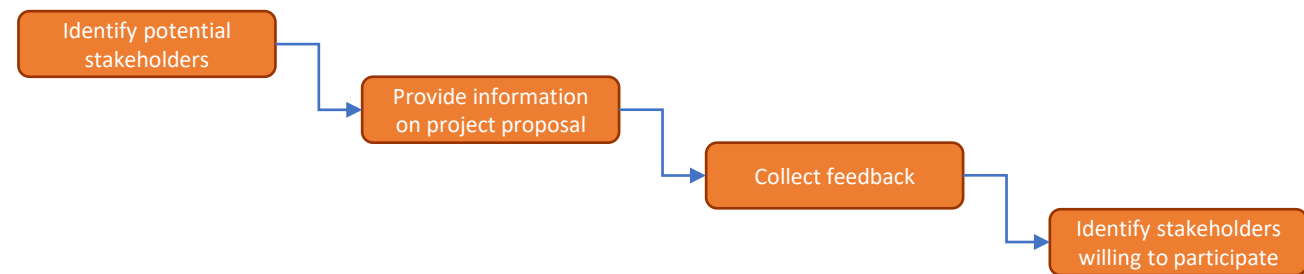 Identify potential
stakeholders
Provide information
on project proposal
Collect feedback
Identify stakeholders
willing to participate